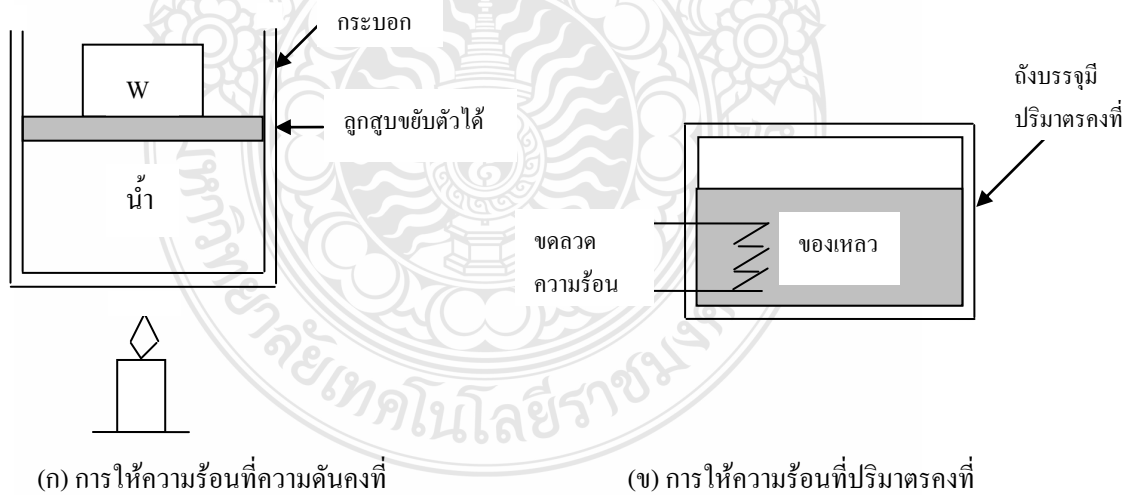 กระบอก
W
ลูกสูบขยับตัวได้
น้ำ
ถังบรรจุมี
ปริมาตรคงที่
ขดลวด
ความร้อน
ของเหลว
(ก) การให้ความร้อนที่ความดันคงที่
(ข) การให้ความร้อนที่ปริมาตรคงที่